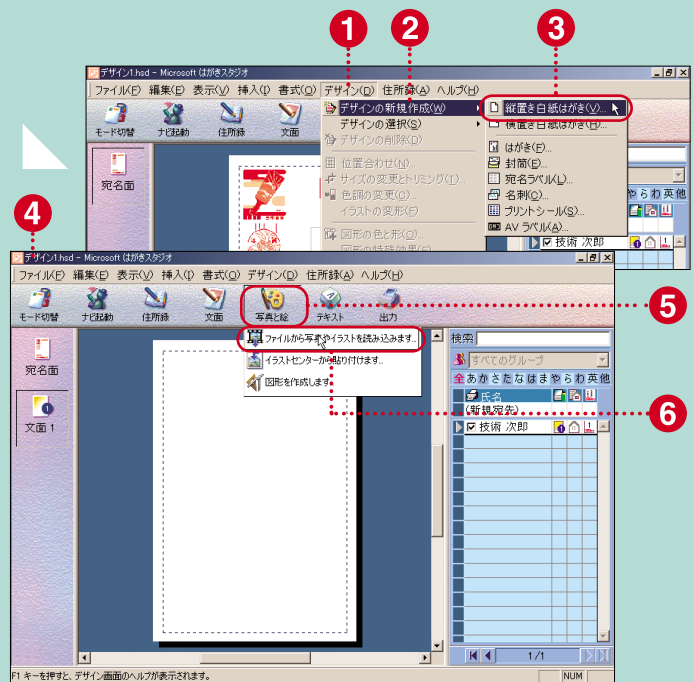 1 2 3
デザイン1.hsd - Microsoft はがきスタジオ
ファイル(F) 編集(E) 表示(V) 挿入(I) 書式(O) デザイン(D) 住所録(A) ヘルプ(H)
モード切替 ナビ起動 住所録 文面
デザインの新規作成(W)
デザインの選択(S)
デザインの削除(D)
位置合わせ(N)...
サイズの変更とトリミング(T)...
色調の変更(C)...
イラストの変形(F)
図形の色と形(O)...
図形の特殊効果(E)...
縦置き白紙はがき(V)...
横置き白紙はがき(H)...
はがき(F)...
封筒(E)...
宛名ラベル(L)...
名刺(C)...
プリントシール(S)...
AV ラベル(A)...
宛名面
やらわ英他
技術 次郎
4
デザイン1.hsd - Microsoft はがきスタジオ
ファイル(F) 編集(E) 表示(V) 挿入(I) 書式(O) デザイン(D) 住所録(A) ヘルプ(H)
モード切替 ナビ起動 住所録 文面 写真と絵 テキスト 出力
5
ファイルから写真やイラストを読み込みます...
イラストセンターから貼り付けます...
図形を作成します
6
宛名面
文面 1
検索
すべてのグループ
全あかさたなはまやらわ英他
氏名
(新規宛先)
技術 次郎
1/1
F1 キーを押すと、デザイン画面のヘルプが表示されます。
NUM